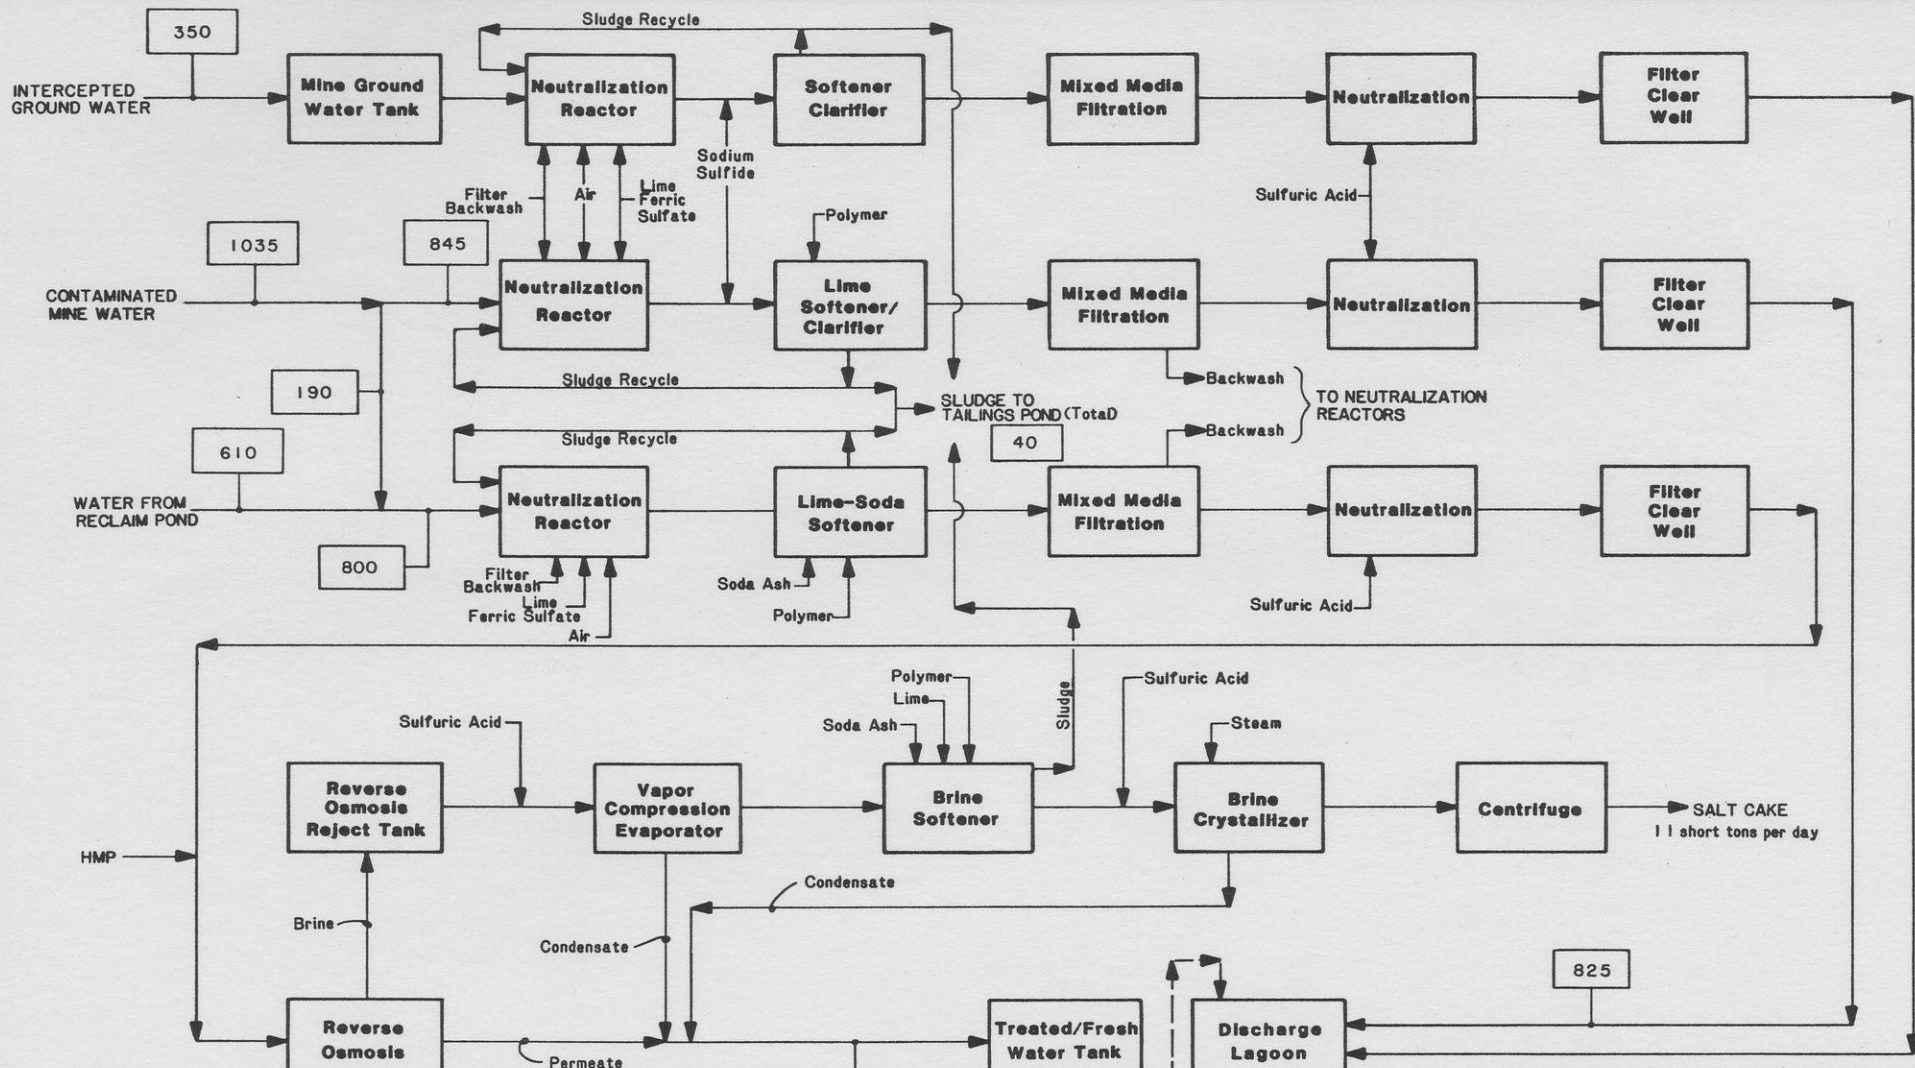 Sludge Recycle
350
INTERCEPTED
GROUND WATER
Mine Ground
Water Tank
Neutralization
Reactor
Softener
Clarifier
Mixed Media
Filtration
Neutralization
Filter
Clear
Well
Filter
Backwash
Air
Lime
Ferric
Sulfate
Sodium
Sulfide
Sulfuric Acid
Polymer
1035
845
CONTAMINATED
MINE WATER
Neutralization
Reactor
Lime
Softener/
Clarifier
Mixed Media
Filtration
Neutralization
Filter
Clear
Well
190
Sludge Recycle
SLUDGE TO
TAILINGS POND (Total)
40
Backwash
Backwash
TO NEUTRALIZATION
REACTORS
Sludge Recycle
610
WATER FROM
RECLAIM POND
Neutralization
Reactor
Lime-Soda
Softener
Mixed Media
Filtration
Neutralization
Filter
Clear
Well
800
Filter
Backwash
Lime
Ferric Sulfate
Air
Soda Ash
Polymer
Sulfuric Acid
Sulfuric Acid
Polymer
Lime
Soda Ash
Sludge
Sulfuric Acid
Steam
Reverse
Osmosis
Reject Tank
Vapor
Compression
Evaporator
Brine
Softener
Brine
Crystallizer
Centrifuge
SALT CAKE
11 short tons per day
HMP
Brine
Condensate
Condensate
825
Reverse
Osmosis
Permeate
Treated/Fresh
Water Tank
Discharge
Lagoon